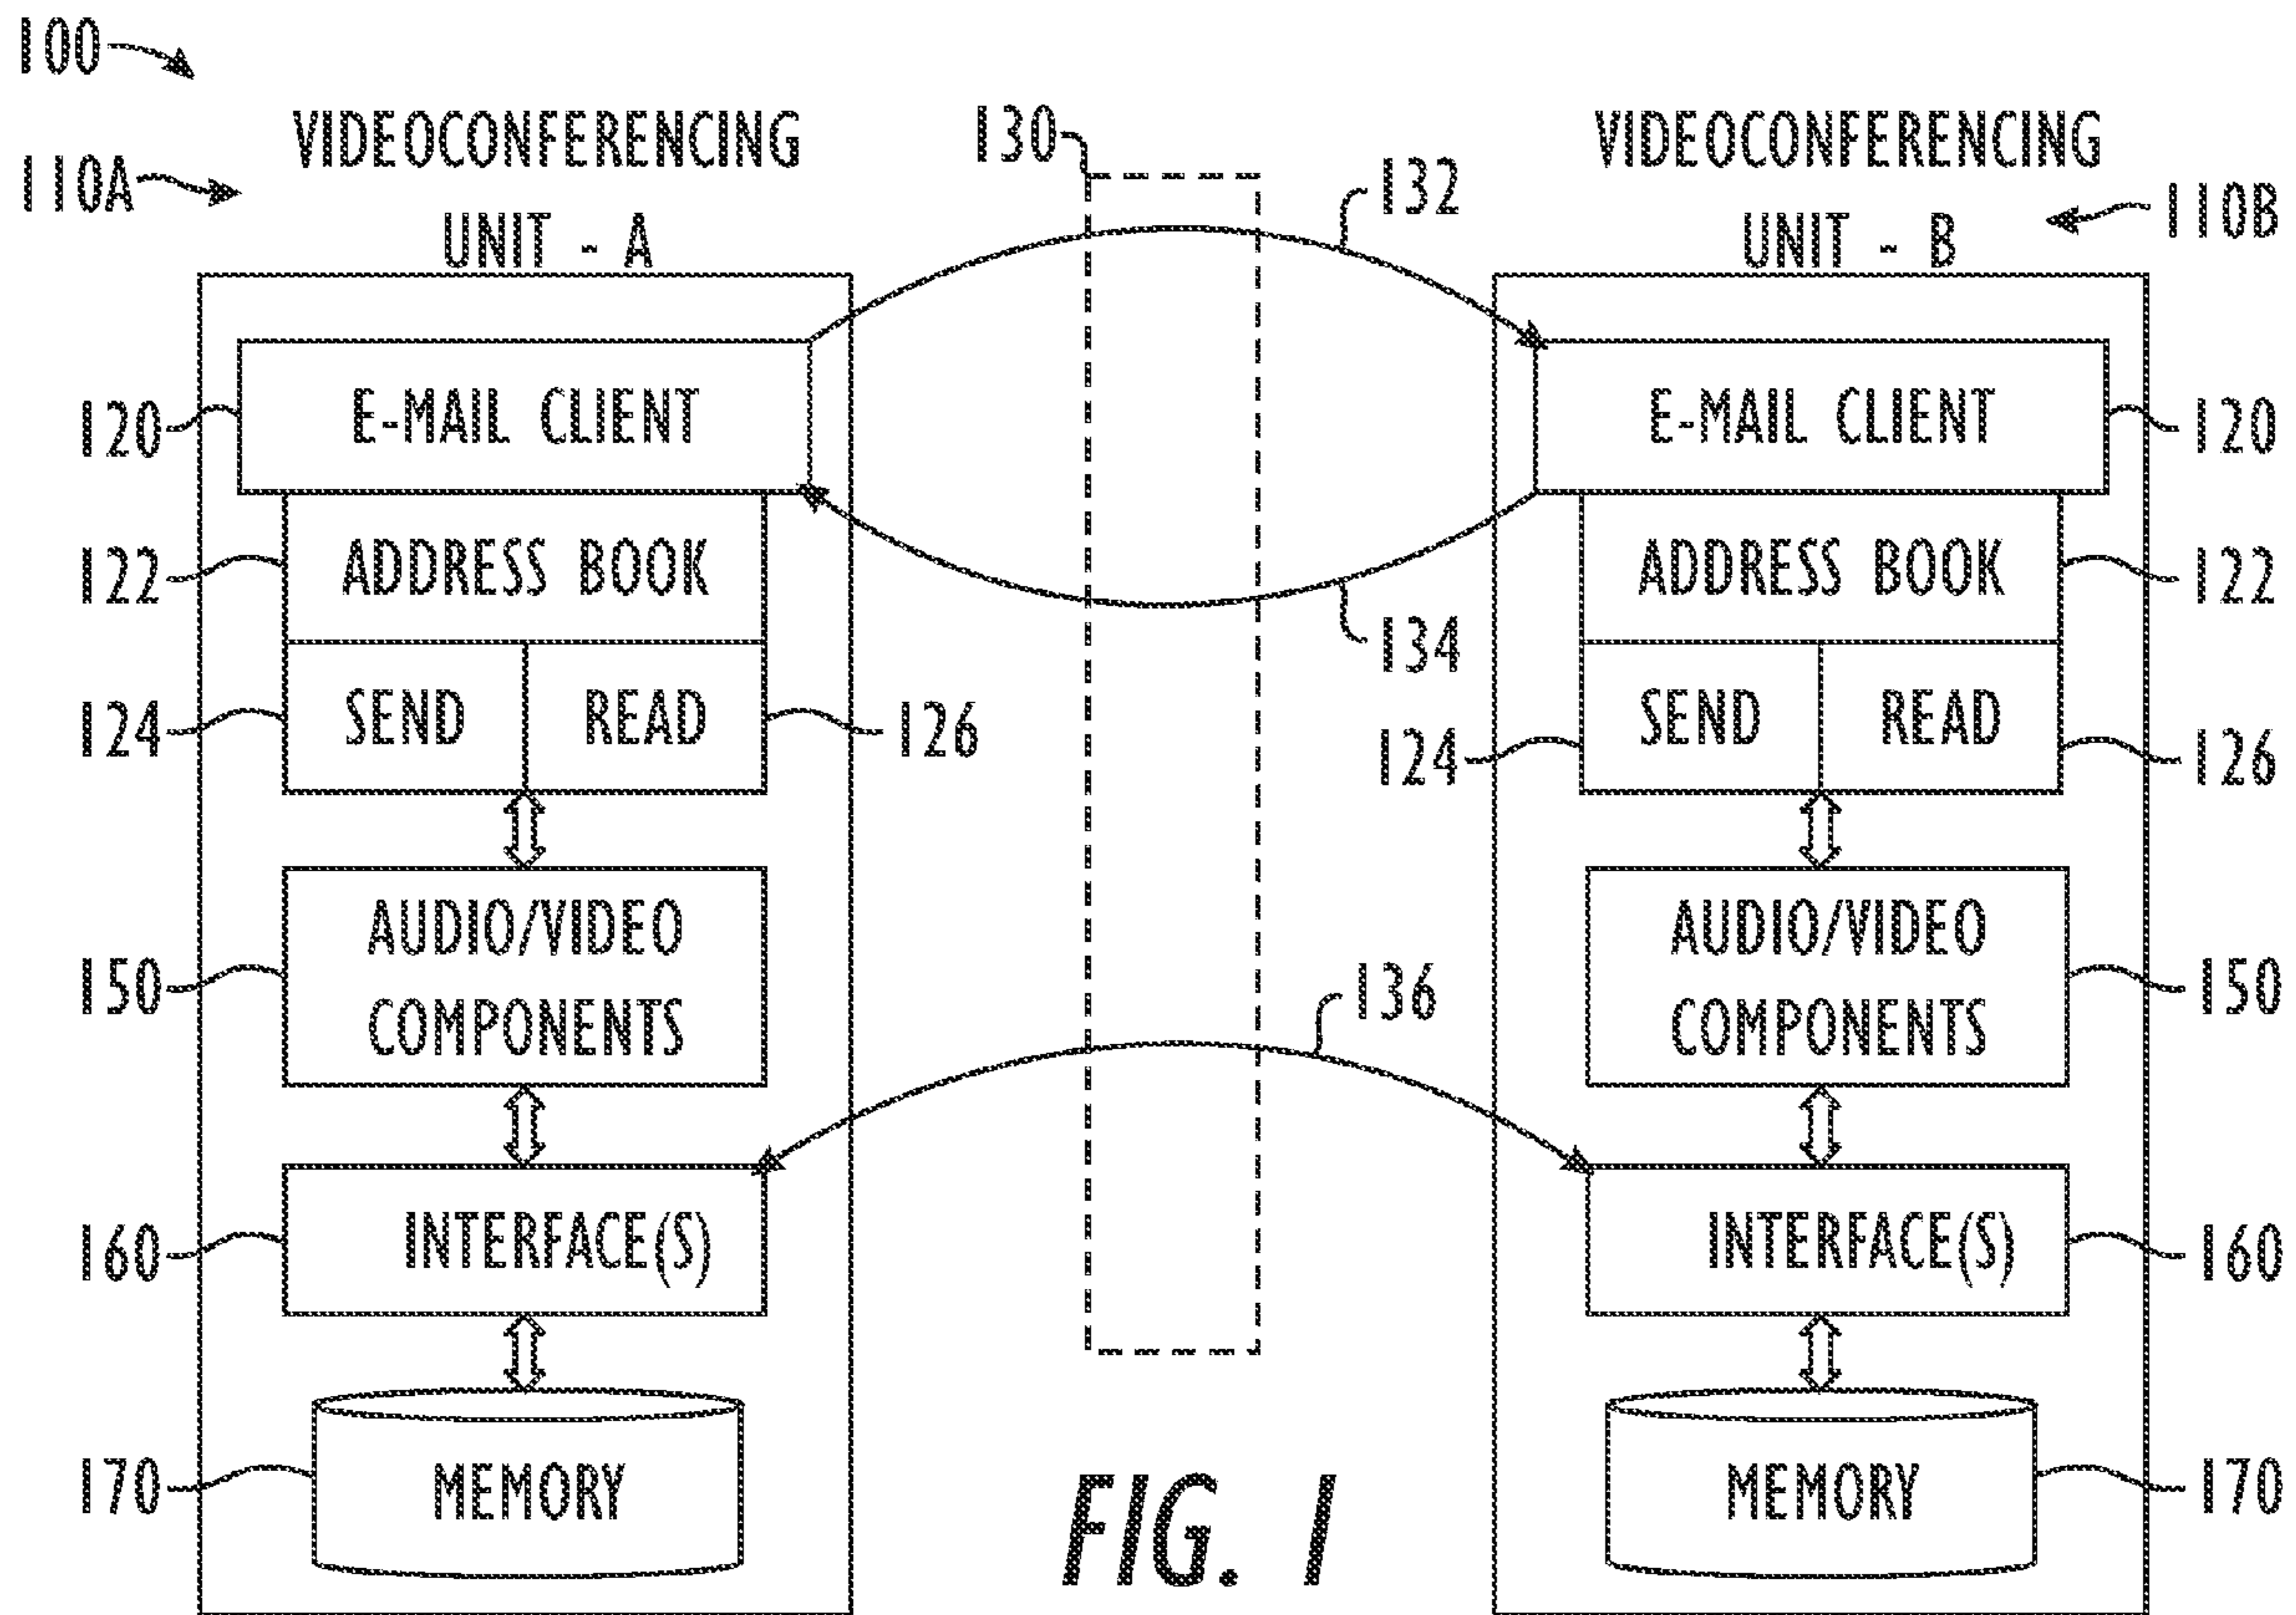 100
110A
VIDEOCONFERENCING
UNIT - A
130
132
VIDEOCONFERENCING
UNIT - B
110B
120
E-MAIL CLIENT
E-MAIL CLIENT
120
122
ADDRESS BOOK
134
ADDRESS BOOK
122
124
SEND
READ
126
124
SEND
READ
126
150
AUDIO/VIDEO
COMPONENTS
136
AUDIO/VIDEO
COMPONENTS
150
160
INTERFACE(S)
INTERFACE(S)
160
170
MEMORY
FIG. 1
MEMORY
170